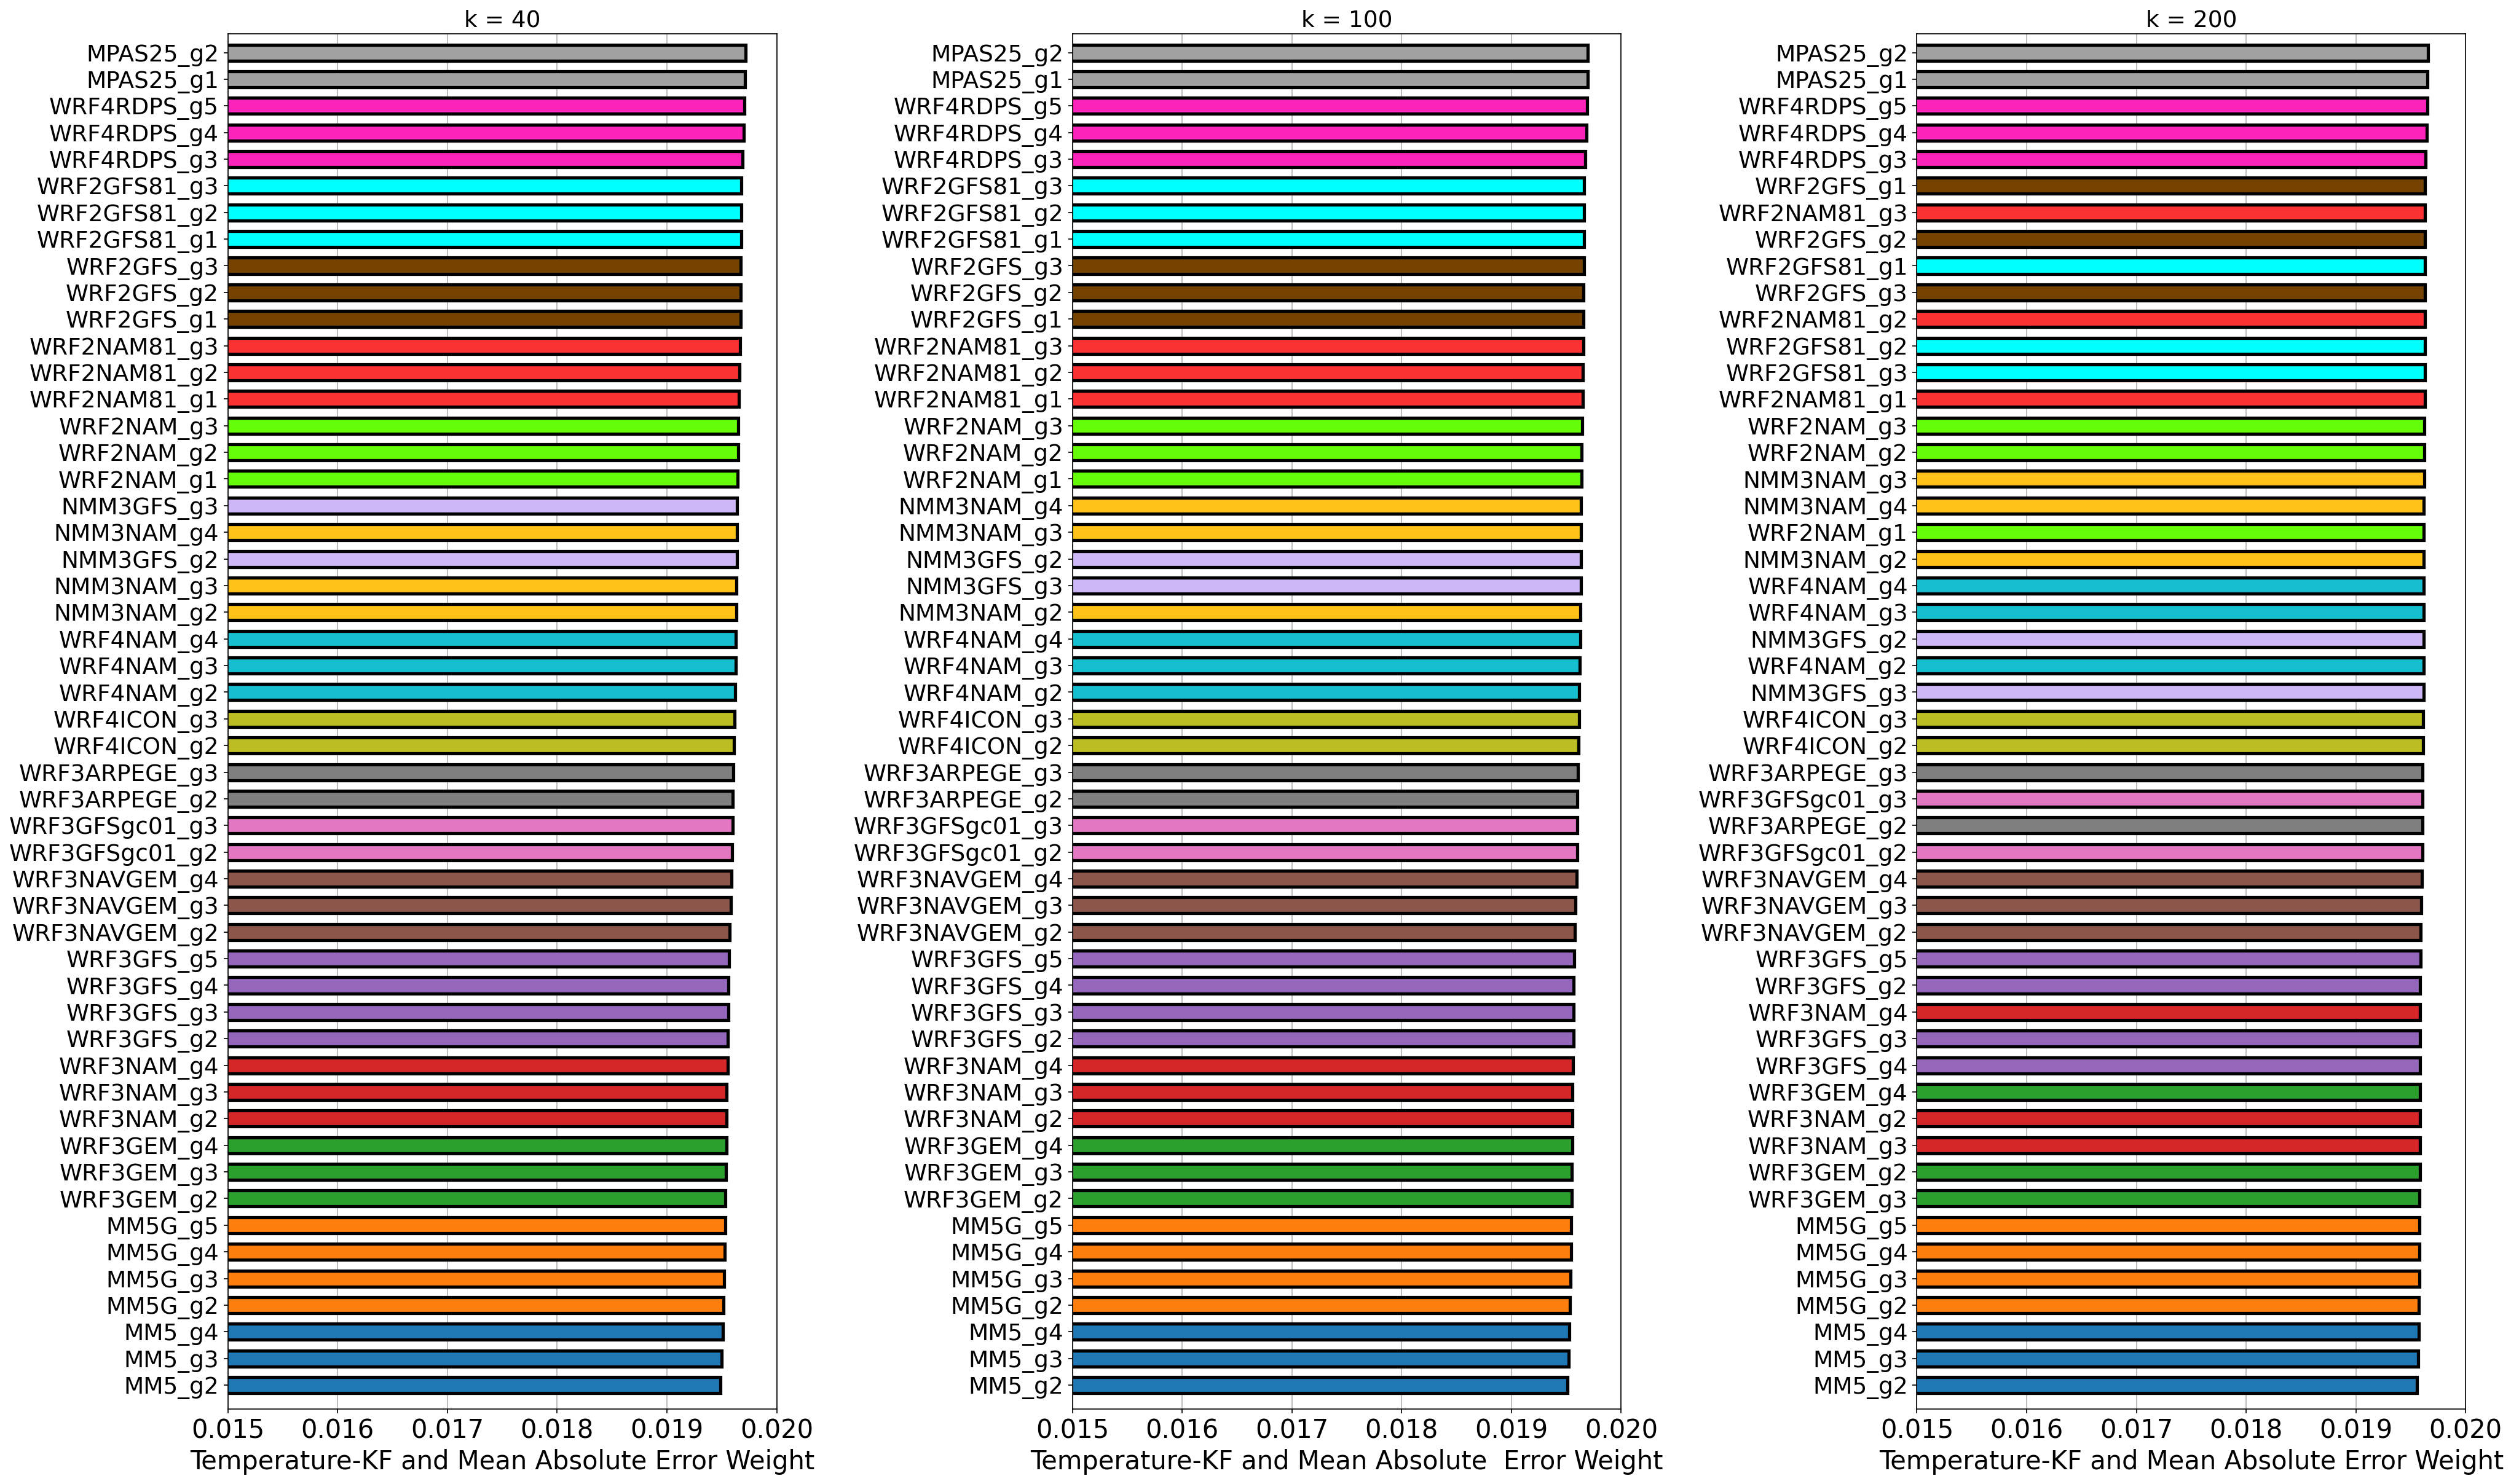 k = 40
MPAS25_g2
MPAS25_g1
WRF4RDPS_g5
WRF4RDPS_g4
WRF4RDPS_g3
WRF2GFS81_g3
WRF2GFS81_g2
WRF2GFS81_g1
WRF2GFS_g3
WRF2GFS_g2
WRF2GFS_g1
WRF2NAM81_g3
WRF2NAM81_g2
WRF2NAM81_g1
WRF2NAM_g3
WRF2NAM_g2
WRF2NAM_g1
NMM3GFS_g3
NMM3NAM_g4
NMM3GFS_g2
NMM3NAM_g3
NMM3NAM_g2
WRF4NAM_g4
WRF4NAM_g3
WRF4NAM_g2
WRF4ICON_g3
WRF4ICON_g2
WRF3ARPEGE_g3
WRF3ARPEGE_g2
WRF3GFSgc01_g3
WRF3GFSgc01_g2
WRF3NAVGEM_g4
WRF3NAVGEM_g3
WRF3NAVGEM_g2
WRF3GFS_g5
WRF3GFS_g4
WRF3GFS_g3
WRF3GFS_g2
WRF3NAM_g4
WRF3NAM_g3
WRF3NAM_g2
WRF3GEM_g4
WRF3GEM_g3
WRF3GEM_g2
MM5G_g5
MM5G_g4
MM5G_g3
MM5G_g2
MM5_g4
MM5_g3
MM5_g2
0.015 0.016 0.017 0.018 0.019 0.020
Temperature-KF and Mean Absolute Error Weight
k = 100
MPAS25_g2
MPAS25_g1
WRF4RDPS_g5
WRF4RDPS_g4
WRF4RDPS_g3
WRF2GFS81_g3
WRF2GFS81_g2
WRF2GFS81_g1
WRF2GFS_g3
WRF2GFS_g2
WRF2GFS_g1
WRF2NAM81_g3
WRF2NAM81_g2
WRF2NAM81_g1
WRF2NAM_g3
WRF2NAM_g2
WRF2NAM_g1
NMM3NAM_g4
NMM3NAM_g3
NMM3GFS_g2
NMM3GFS_g3
NMM3NAM_g2
WRF4NAM_g4
WRF4NAM_g3
WRF4NAM_g2
WRF4ICON_g3
WRF4ICON_g2
WRF3ARPEGE_g3
WRF3ARPEGE_g2
WRF3GFSgc01_g3
WRF3GFSgc01_g2
WRF3NAVGEM_g4
WRF3NAVGEM_g3
WRF3NAVGEM_g2
WRF3GFS_g5
WRF3GFS_g4
WRF3GFS_g3
WRF3GFS_g2
WRF3NAM_g4
WRF3NAM_g3
WRF3NAM_g2
WRF3GEM_g4
WRF3GEM_g3
WRF3GEM_g2
MM5G_g5
MM5G_g4
MM5G_g3
MM5G_g2
MM5_g4
MM5_g3
MM5_g2
0.015 0.016 0.017 0.018 0.019 0.020
Temperature-KF and Mean Absolute  Error Weight
k = 200
MPAS25_g2
MPAS25_g1
WRF4RDPS_g5
WRF4RDPS_g4
WRF4RDPS_g3
WRF2GFS_g1
WRF2NAM81_g3
WRF2GFS_g2
WRF2GFS81_g1
WRF2GFS_g3
WRF2NAM81_g2
WRF2GFS81_g2
WRF2GFS81_g3
WRF2NAM81_g1
WRF2NAM_g3
WRF2NAM_g2
NMM3NAM_g3
NMM3NAM_g4
WRF2NAM_g1
NMM3NAM_g2
WRF4NAM_g4
WRF4NAM_g3
NMM3GFS_g2
WRF4NAM_g2
NMM3GFS_g3
WRF4ICON_g3
WRF4ICON_g2
WRF3ARPEGE_g3
WRF3GFSgc01_g3
WRF3ARPEGE_g2
WRF3GFSgc01_g2
WRF3NAVGEM_g4
WRF3NAVGEM_g3
WRF3NAVGEM_g2
WRF3GFS_g5
WRF3GFS_g2
WRF3NAM_g4
WRF3GFS_g3
WRF3GFS_g4
WRF3GEM_g4
WRF3NAM_g2
WRF3NAM_g3
WRF3GEM_g2
WRF3GEM_g3
MM5G_g5
MM5G_g4
MM5G_g3
MM5G_g2
MM5_g4
MM5_g3
MM5_g2
0.015 0.016 0.017 0.018 0.019 0.020
Temperature-KF and Mean Absolute Error Weight